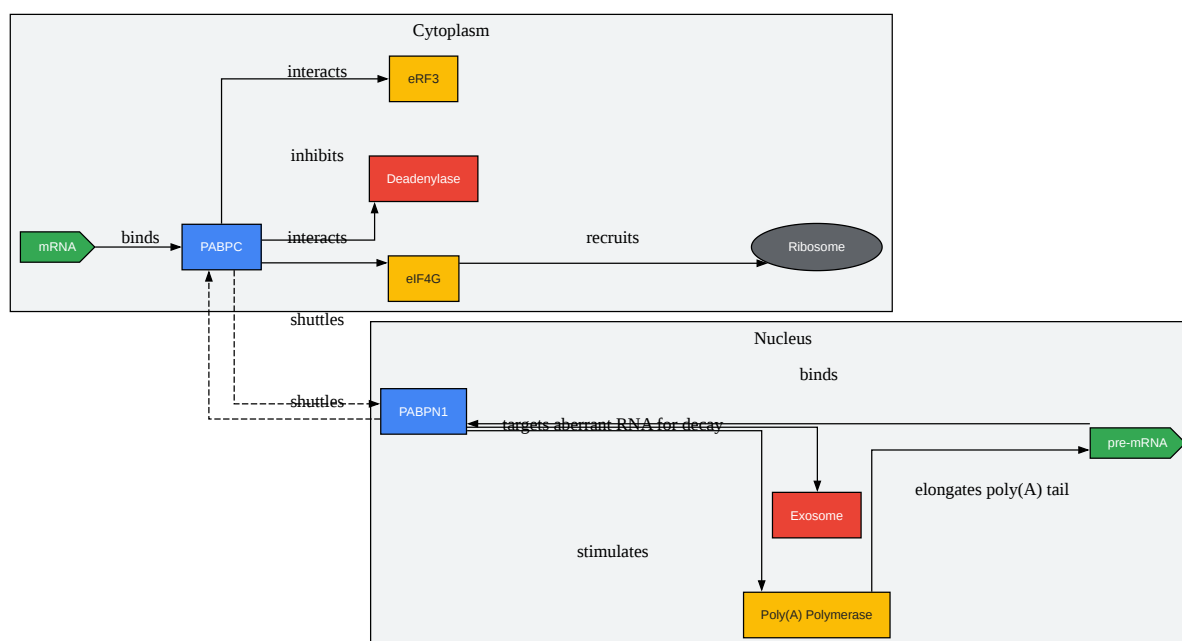 Cytoplasm
interacts
eRF3
inhibits
Deadenylase
mRNA
binds
PABPC
interacts
recruits
Ribosome
eIF4G
shuttles
Nucleus
binds
shuttles
PABPN1
targets aberrant RNA for decay
pre-mRNA
elongates poly(A) tail
Exosome
stimulates
Poly(A) Polymerase